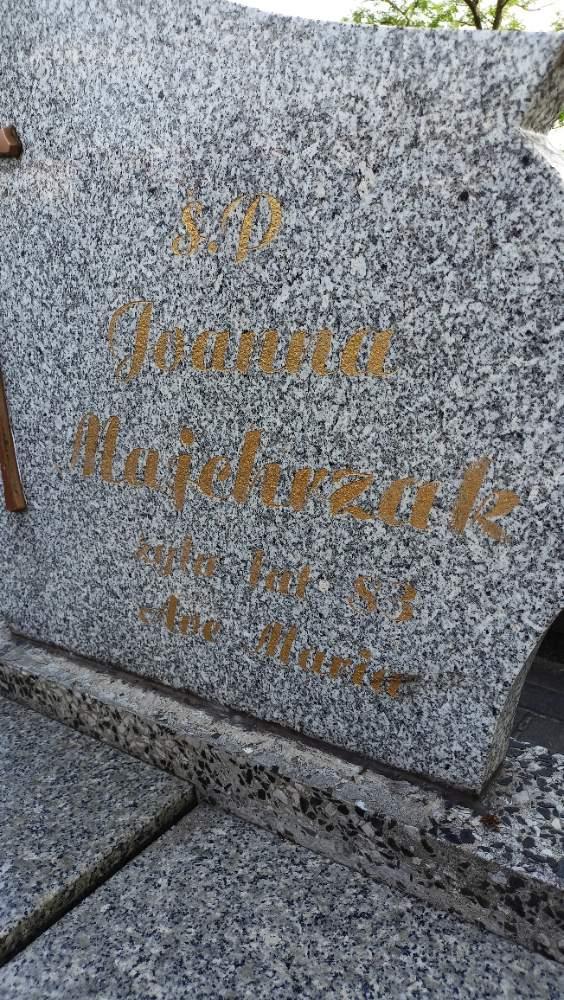 ś.P
Joanna
Majchrzak
żyła lat 83
Ave Maria